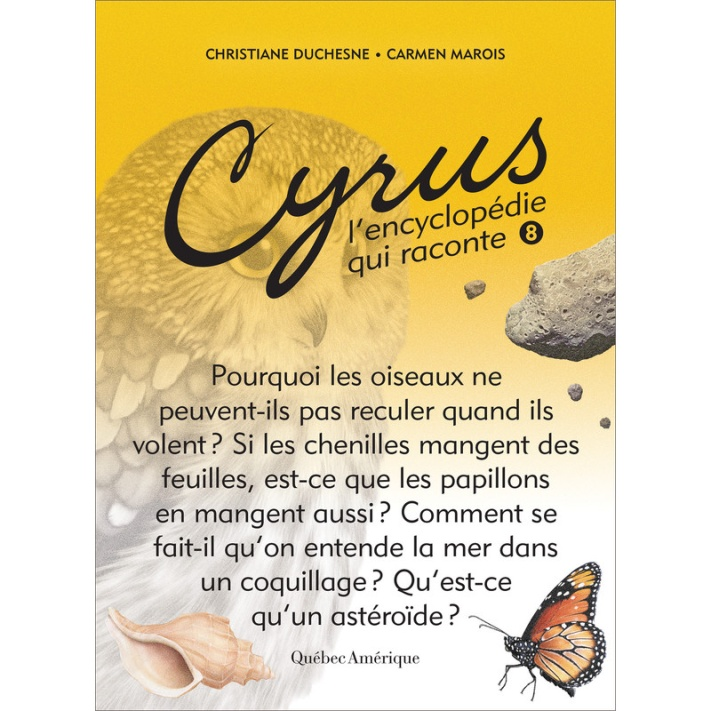 CHRISTIANE DUCHESNE • CARMEN MAROIS
Cyrus
l'encyclopédie
qui raconte 8
Pourquoi les oiseaux ne
peuvent-ils pas reculer quand ils
volent ? Si les chenilles mangent des
feuilles, est-ce que les papillons
en mangent aussi ? Comment se
fait-il qu'on entende la mer dans
un coquillage ? Qu'est-ce
qu'un astéroïde ?
Québec Amérique